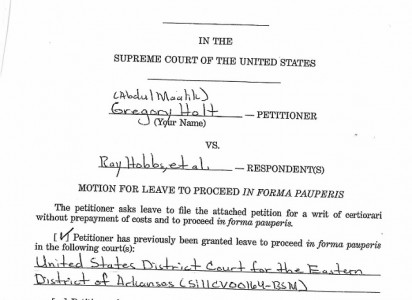 IN THE
SUPREME COURT OF THE UNITED STATES
(Abdul Maalik)
Gregory Holt — PETITIONER
(Your Name)
VS.
Ray Hobbs, et al. — RESPONDENT(S)
MOTION FOR LEAVE TO PROCEED IN FORMA PAUPERIS
The petitioner asks leave to file the attached petition for a writ of certiorari
without prepayment of costs and to proceed in forma pauperis.
[✓] Petitioner has previously been granted leave to proceed in forma pauperis
in the following court(s):
United States District Court for the Eastern
District of Arkansas (5:11CV00164-BSM)